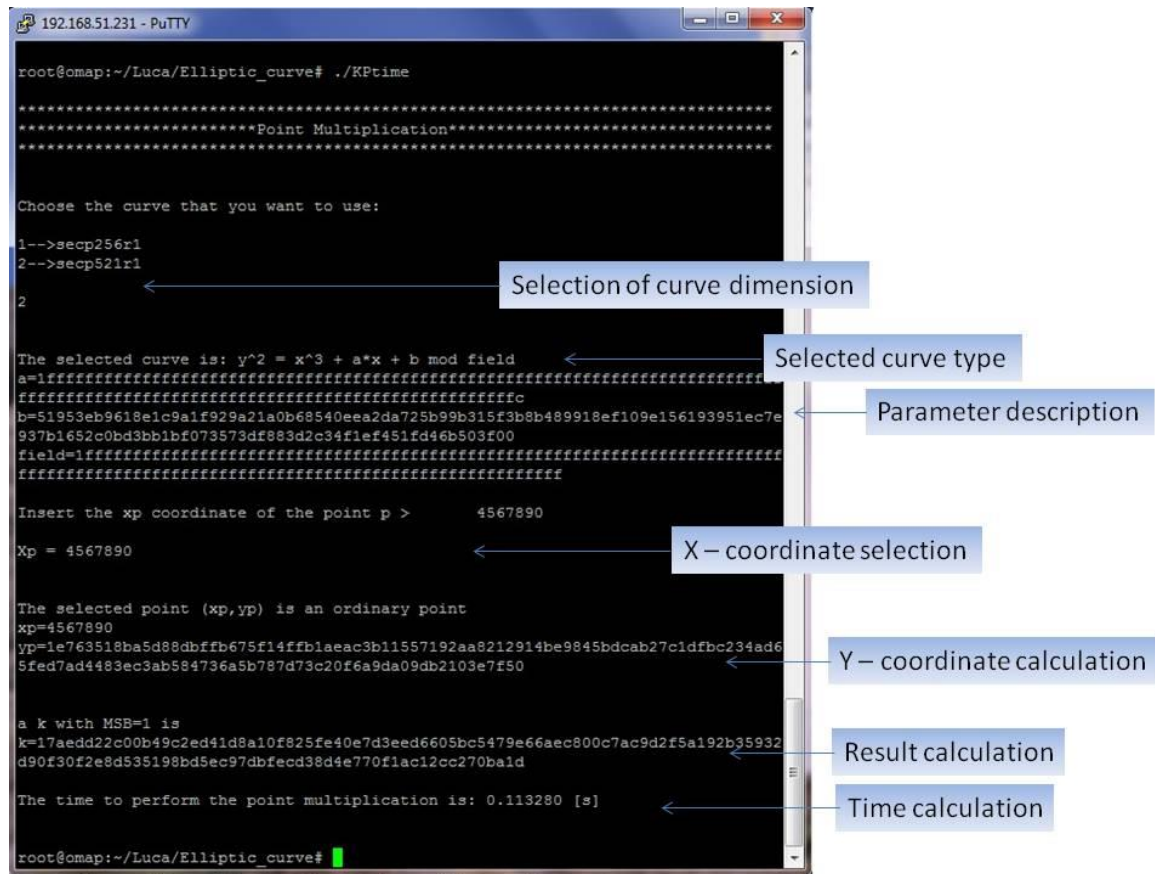 192.168.51.231 - PuTTY
root@omap:~/Luca/Elliptic_curve# ./KPtime
*******************************************************************************
*************************Point Multiplication**********************************
*******************************************************************************
Choose the curve that you want to use:
1-->secp256r1
2-->secp521r1
Selection of curve dimension
2
The selected curve is: y^2 = x^3 + a*x + b mod field
Selected curve type
a=1fffffffffffffffffffffffffffffffffffffffffffffffffffffffffffffffffffffffffffff
ffffffffffffffffffffffffffffffffffffffffffffffffffffc
b=51953eb9618e1c9a1f929a21a0b68540eea2da725b99b315f3b8b489918ef109e156193951ec7e
Parameter description
937b1652c0bd3bb1bf073573df883d2c34f1ef451fd46b503f00
field=1fffffffffffffffffffffffffffffffffffffffffffffffffffffffffffffffffffffffff
fffffffffffffffffffffffffffffffffffffffffffffffffffffffff
Insert the xp coordinate of the point p > 4567890
Xp = 4567890
X – coordinate selection
The selected point (xp,yp) is an ordinary point
xp=4567890
yp=1e763518ba5d88dbffb675f14ffb1aeac3b11557192aa8212914be9845bdcab27c1dfbc234ad6
5fed7ad4483ec3ab584736a5b787d73c20f6a9da09db2103e7f50
Y – coordinate calculation
a k with MSB=1 is
k=17aedd22c00b49c2ed41d8a10f825fe40e7d3eed6605bc5479e66aec800c7ac9d2f5a192b35932
d90f30f2e8d535198bd5ec97dbfecd38d4e770f1ac12cc270ba1d
Result calculation
The time to perform the point multiplication is: 0.113280 [s]
Time calculation
root@omap:~/Luca/Elliptic_curve#